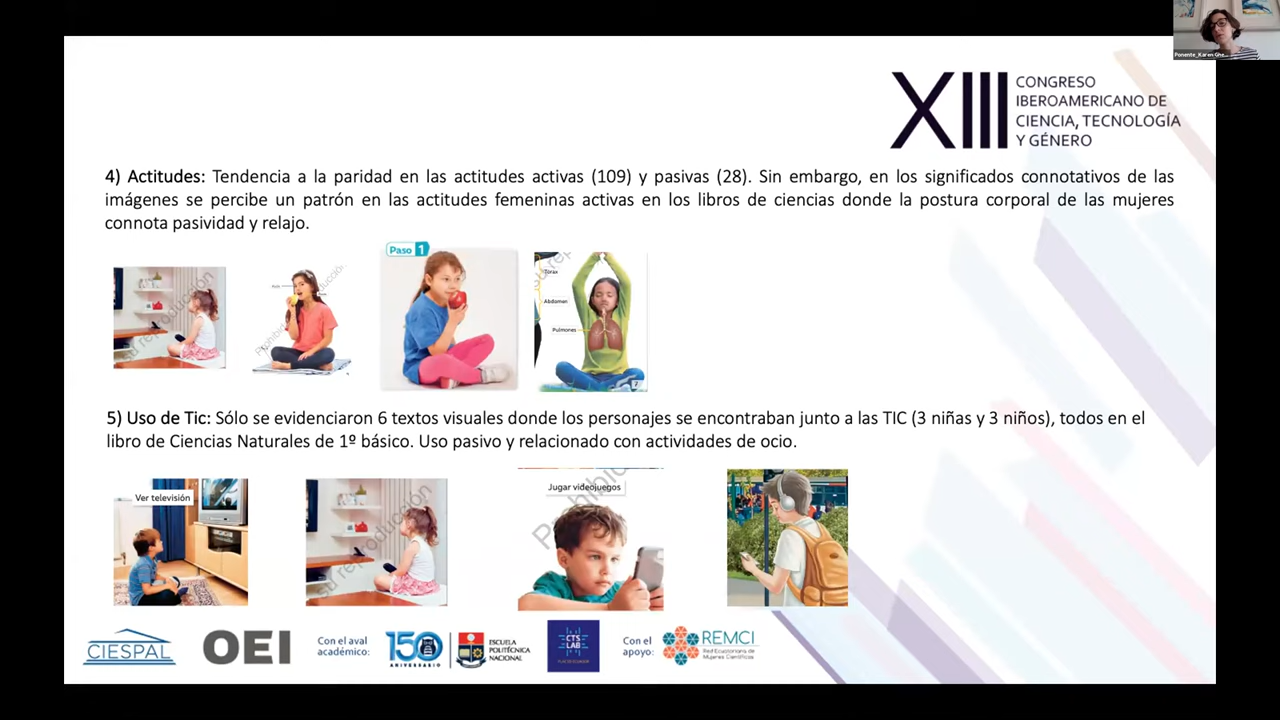 XIII CONGRESO
IBEROAMERICANO DE
CIENCIA, TECNOLOGÍA
Y GÉNERO
4) Actitudes: Tendencia a la paridad en las actitudes activas (109) y pasivas (28). Sin embargo, en los significados connotativos de las
imágenes se percibe un patrón en las actitudes femeninas activas en los libros de ciencias donde la postura corporal de las mujeres
connota pasividad y relajo.
Paso 1
Tórax
Abdomen
Pulmones
5) Uso de Tic: Sólo se evidenciaron 6 textos visuales donde los personajes se encontraban junto a las TIC (3 niñas y 3 niños), todos en el
libro de Ciencias Naturales de 1º básico. Uso pasivo y relacionado con actividades de ocio.
Ver televisión
Jugar videojuegos
CIESPAL
OEI
Con el aval
académico:
150
ANIVERSARIO
ESCUELA
POLITÉCNICA
NACIONAL
CTS
LAB
Con el
apoyo:
REMCI
Red Ecuatoriana de
Mujeres Científicas
Ponente_Karen